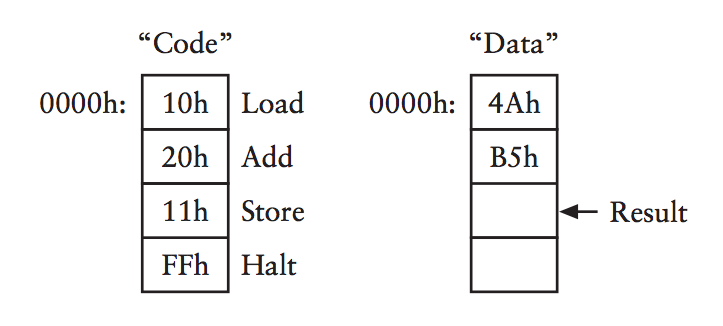 “Code” “Data”
0000h: 10h Load 0000h: 4Ah
20h Add B5h
11h Store Result
FFh Halt